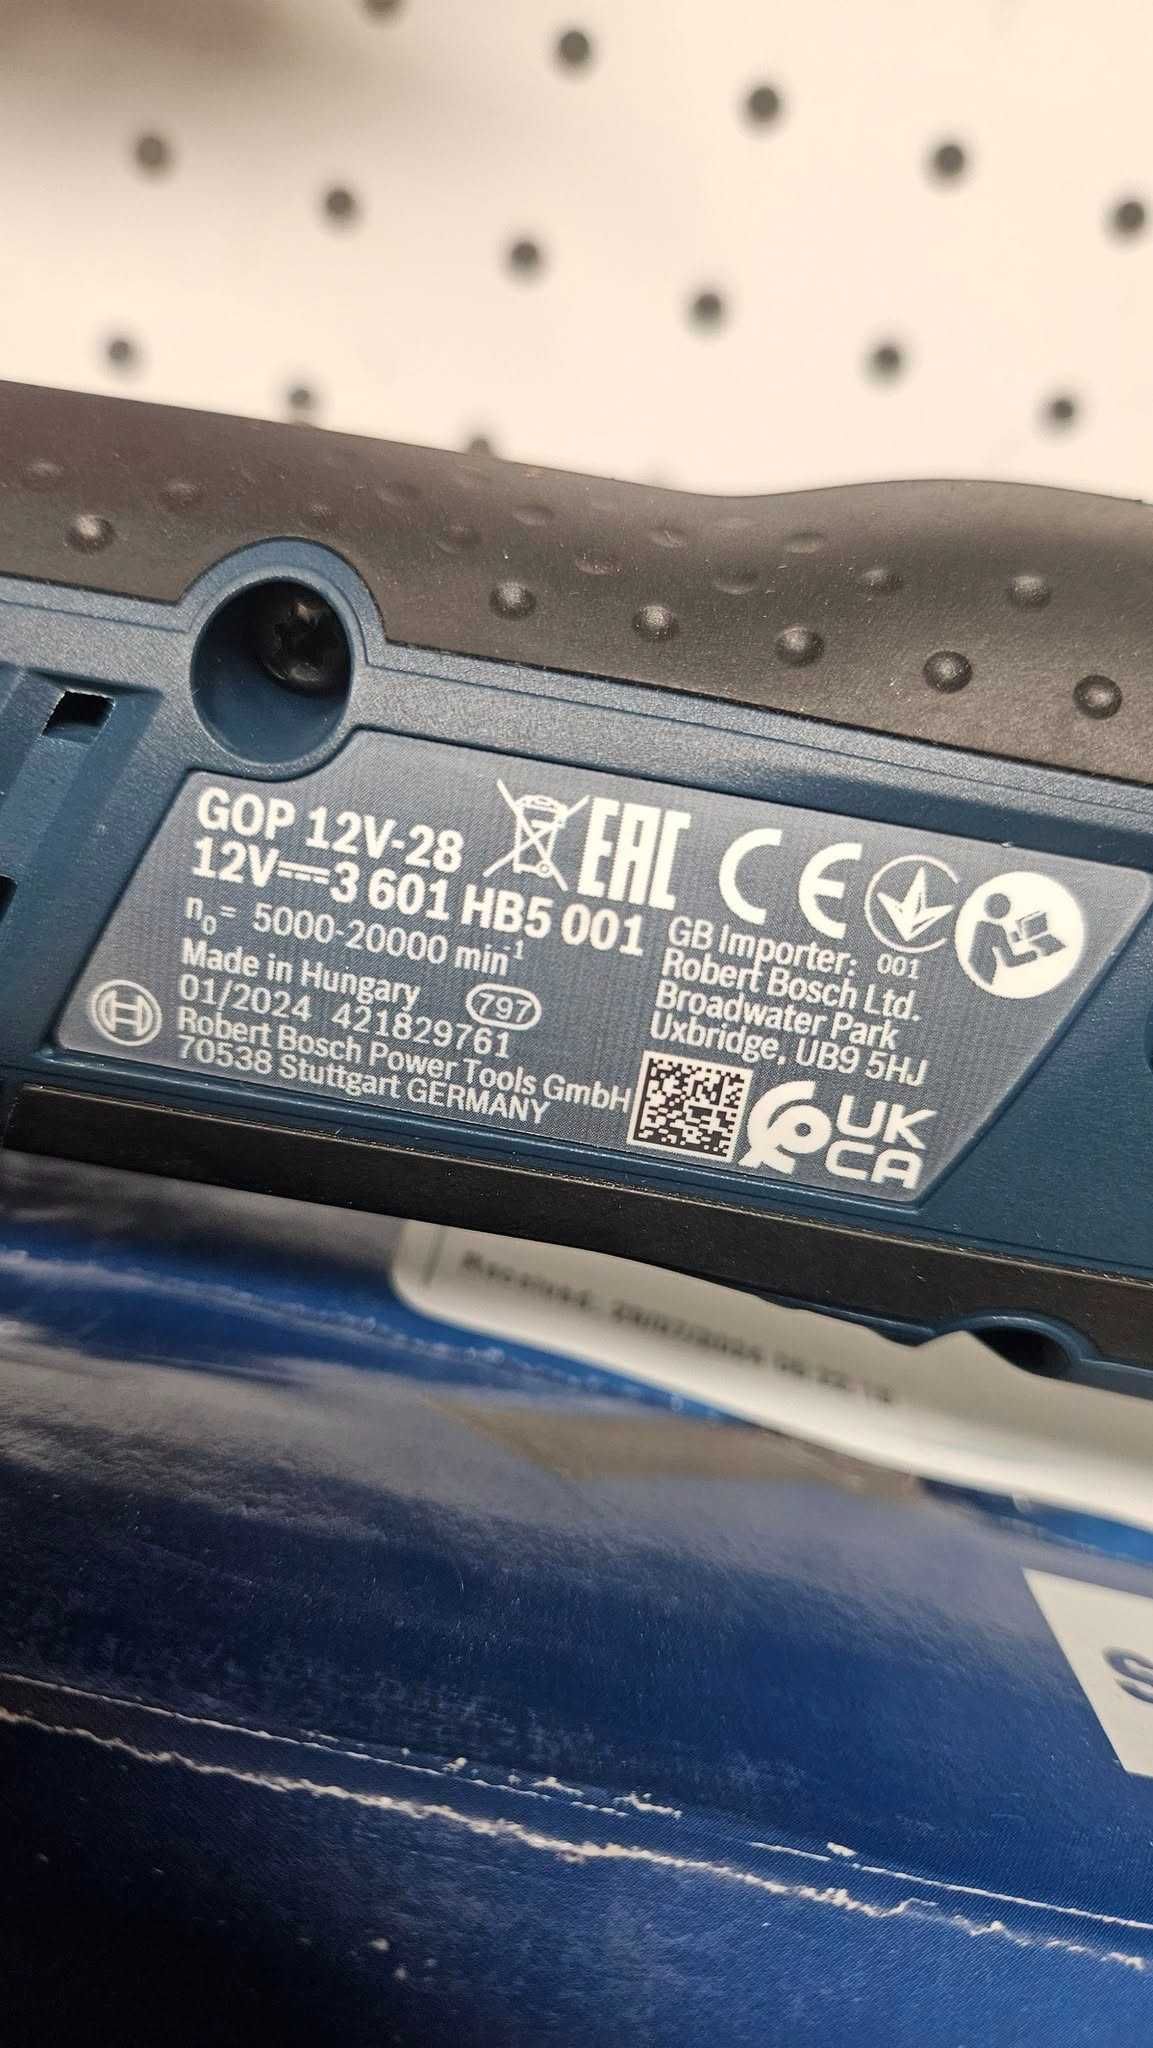 GOP 12V-28
12V⎓3 601 HB5 001
n₀= 5000-20000 min⁻¹
Made in Hungary 797
01/2024 421829761
Robert Bosch Power Tools GmbH
70538 Stuttgart GERMANY
EAC CE
001
GB Importer:
Robert Bosch Ltd.
Broadwater Park
Uxbridge, UB9 5HJ
UK
CA
S